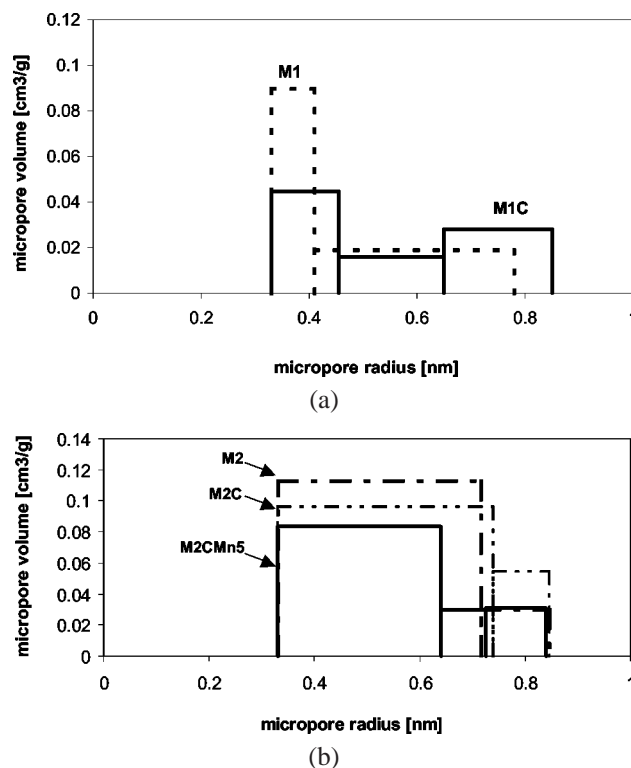 0.12
0.1
0.08
0.06
0.04
0.02
0
micropore volume [cm3/g]
M1
M1C
0 0.2 0.4 0.6 0.8 1
micropore radius [nm]
(a)
0.14
0.12
0.1
0.08
0.06
0.04
0.02
0
micropore volume [cm3/g]
M2
M2C
M2CMn5
0 0.2 0.4 0.6 0.8 1
micropore radius [nm]
(b)